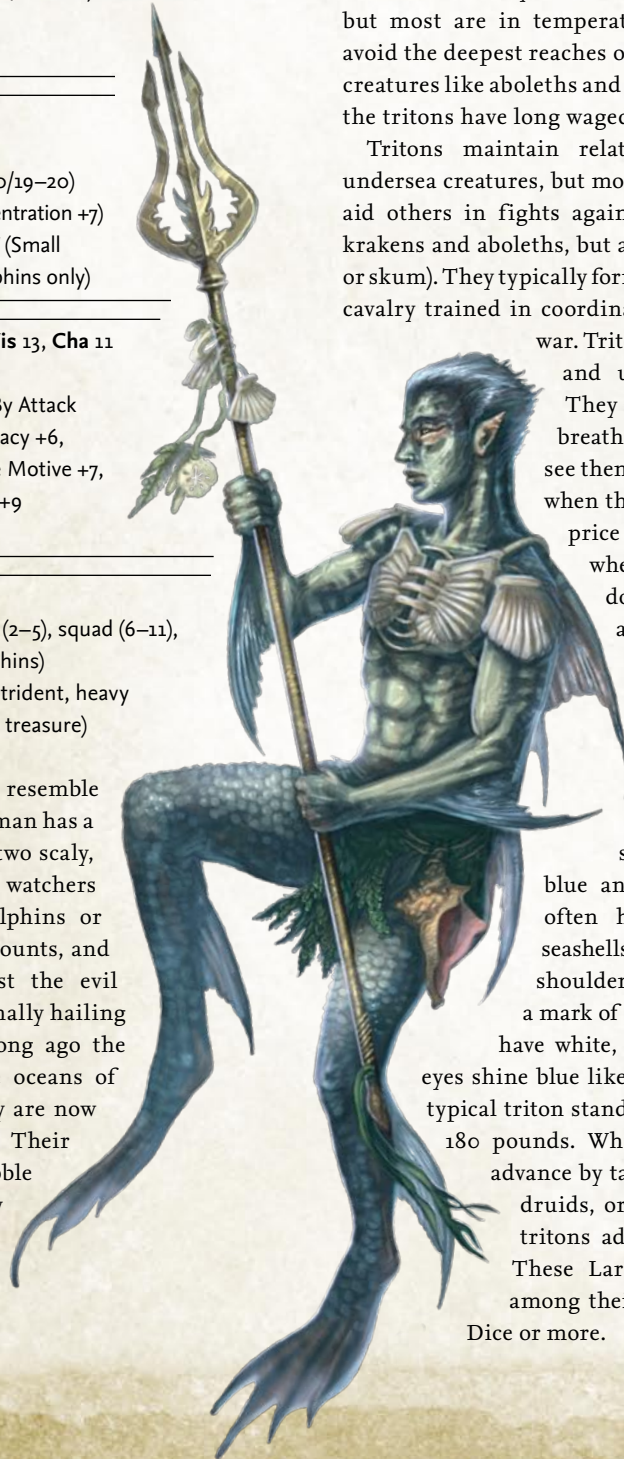 0/19–20)
entration +7)
(Small
phins only)
is 13, Cha 11
By Attack
acy +6,
e Motive +7,
+9
(2–5), squad (6–11),
hins)
trident, heavy
treasure)
resemble
man has a
two scaly,
watchers
olphins or
ounts, and
st the evil
nally hailing
ong ago the
oceans of
y are now
Their
oble
y
but most are in temperat
avoid the deepest reaches o
creatures like aboleths and
the tritons have long waged
Tritons maintain relat
undersea creatures, but mo
aid others in fights again
krakens and aboleths, but a
or skum). They typically for
cavalry trained in coordina
war. Trit
and u
They
breath
see then
when th
price
whe
do
a
s
blue an
often h
seashells
shoulder
a mark of
have white,
eyes shine blue like
typical triton stand
180 pounds. Wh
advance by ta
druids, or
tritons ad
These Lar
among the
Dice or more.